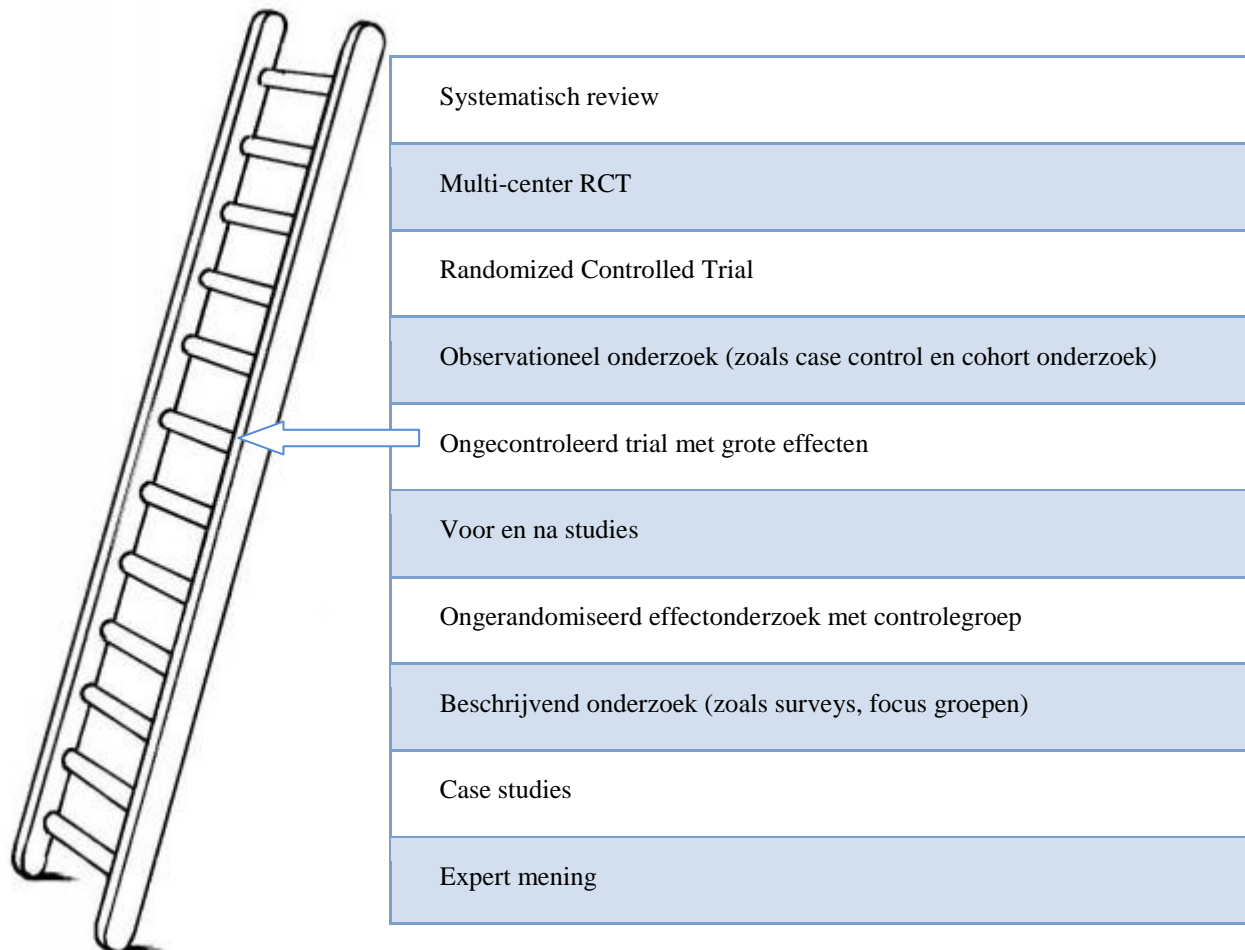 Systematisch review
Multi-center RCT
Randomized Controlled Trial
Observationeel onderzoek (zoals case control en cohort onderzoek)
Ongecontroleerd trial met grote effecten
Voor en na studies
Ongerandomiseerd effectonderzoek met controlegroep
Beschrijvend onderzoek (zoals surveys, focus groepen)
Case studies
Expert mening